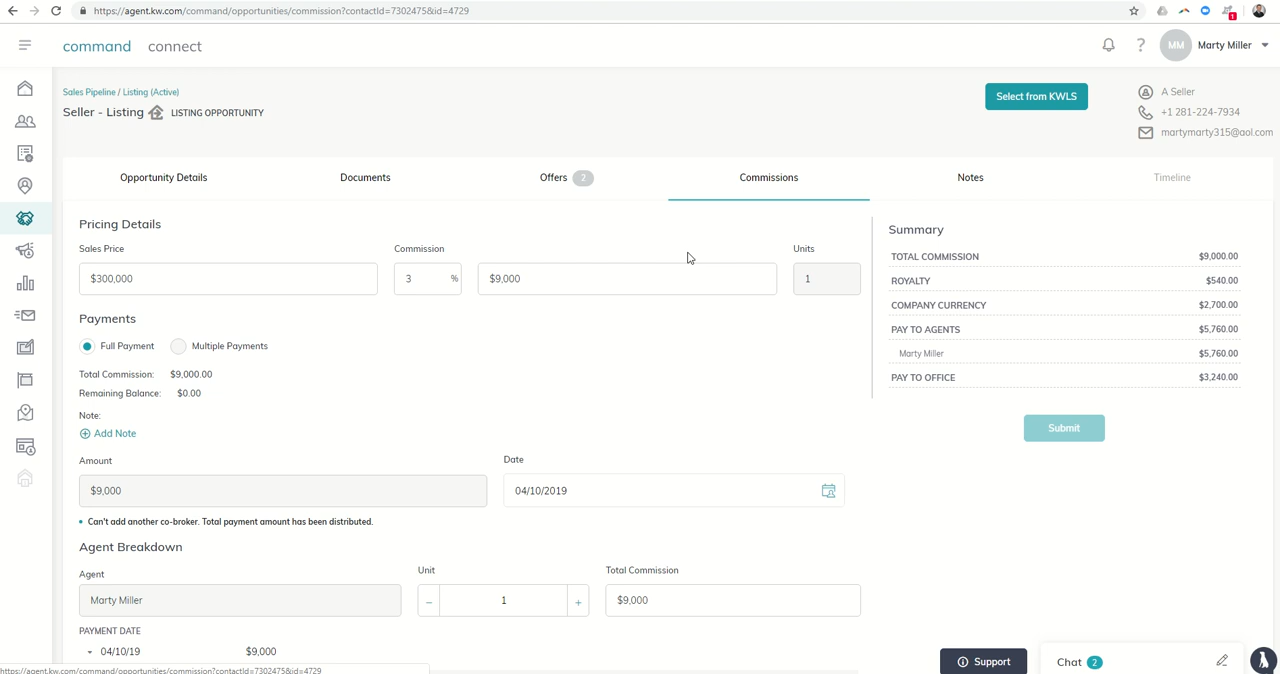 https://agent.kw.com/command/opportunities/commission?contactId=7302475&id=4729
1
command connect
? MM Marty Miller
Sales Pipeline / Listing (Active)
Seller - Listing LISTING OPPORTUNITY
Select from KWLS
A Seller
+1 281-224-7934
martymarty315@aol.com
Opportunity Details Documents Offers 2 Commissions Notes Timeline
Pricing Details
Sales Price Commission Units
$300,000 3 % $9,000 1
Payments
Full Payment Multiple Payments
Total Commission: $9,000.00
Remaining Balance: $0.00
Note:
Add Note
Amount Date
$9,000 04/10/2019
Can't add another co-broker. Total payment amount has been distributed.
Agent Breakdown
Agent Unit Total Commission
Marty Miller – 1 + $9,000
PAYMENT DATE
04/10/19 $9,000
Summary
TOTAL COMMISSION $9,000.00
ROYALTY $540.00
COMPANY CURRENCY $2,700.00
PAY TO AGENTS $5,760.00
Marty Miller $5,760.00
PAY TO OFFICE $3,240.00
Submit
Support Chat 2
https://agent.kw.com/command/opportunities/commission?contactId=7302475&id=4729